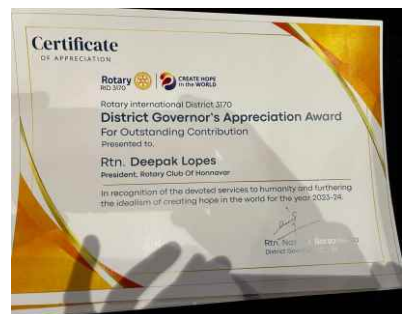 Certificate
OF APPRECIATION
Rotary
RID 3170
CREATE HOPE
in the WORLD
Rotary International District 3170
District Governor's Appreciation Award
For Outstanding Contribution
Presented to,
Rtn. Deepak Lopes
President, Rotary Club Of Honnavar
In recognition of the devoted services to humanity and furthering
the idealism of creating hope in the world for the year 2023-24.
Rtn.
District